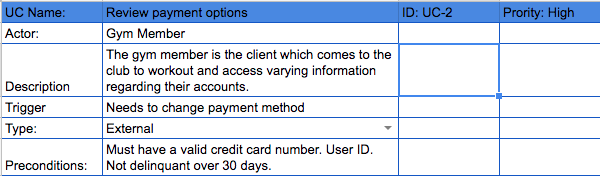 UC Name: Review payment options ID: UC-2 Prority: High
Actor: Gym Member
The gym member is the client which comes to the
club to workout and access varying information
Description regarding their accounts.
Trigger Needs to change payment method
Type: External
Must have a valid credit card number. User ID.
Preconditions: Not delinquant over 30 days.